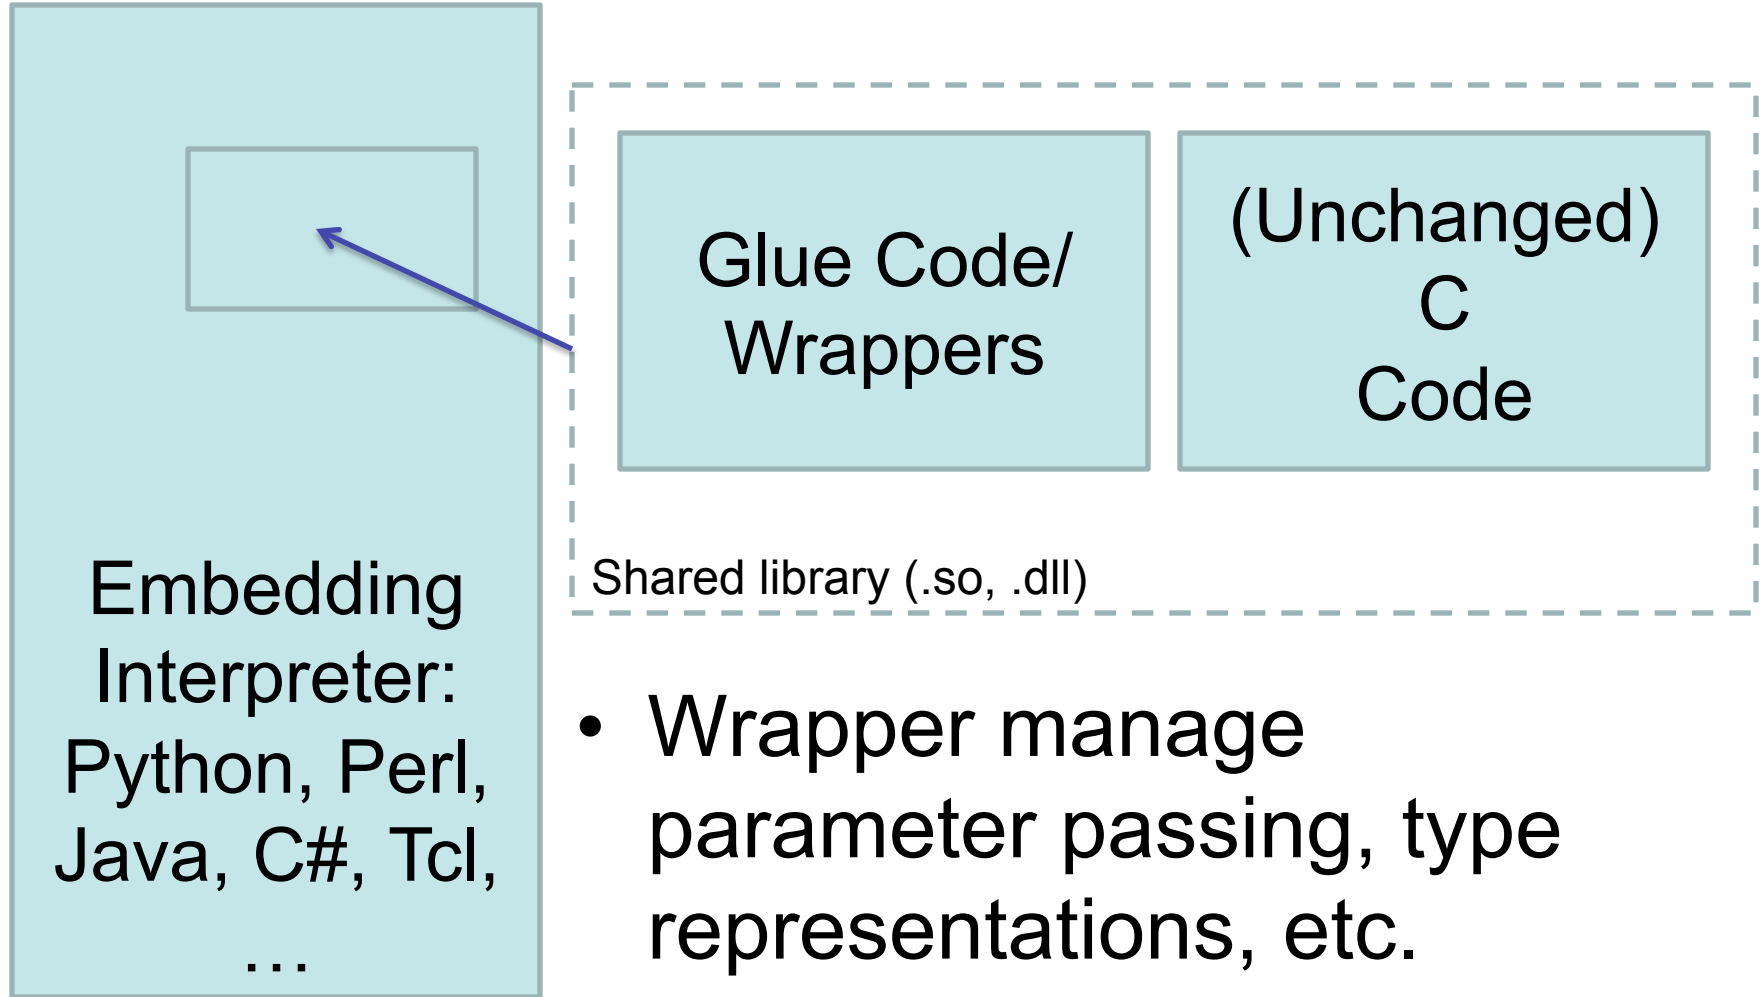 Embedding
Interpreter:
Python, Perl,
Java, C#, Tcl,
…
Glue Code/
Wrappers
(Unchanged)
C
Code
Shared library (.so, .dll)
• Wrapper manage
parameter passing, type
representations, etc.